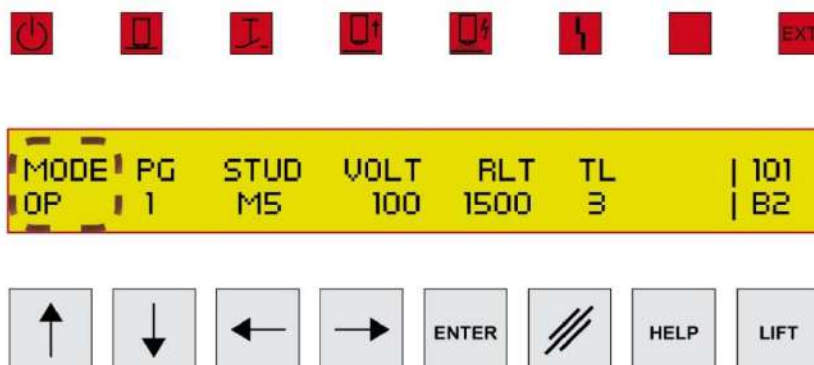 EXT
MODE PG STUD VOLT RLT TL | 101
OP 1 M5 100 1500 3 | B2
ENTER HELP LIFT